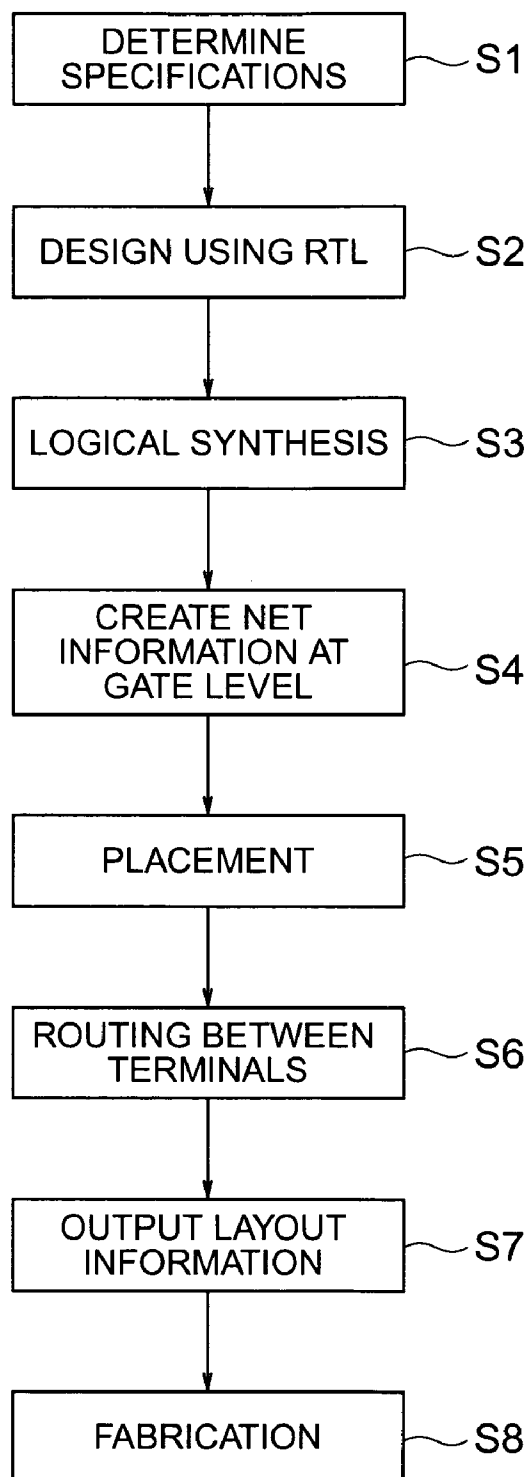 DETERMINE
SPECIFICATIONS
S1
DESIGN USING RTL
S2
LOGICAL SYNTHESIS
S3
CREATE NET
INFORMATION AT
GATE LEVEL
S4
PLACEMENT
S5
ROUTING BETWEEN
TERMINALS
S6
OUTPUT LAYOUT
INFORMATION
S7
FABRICATION
S8